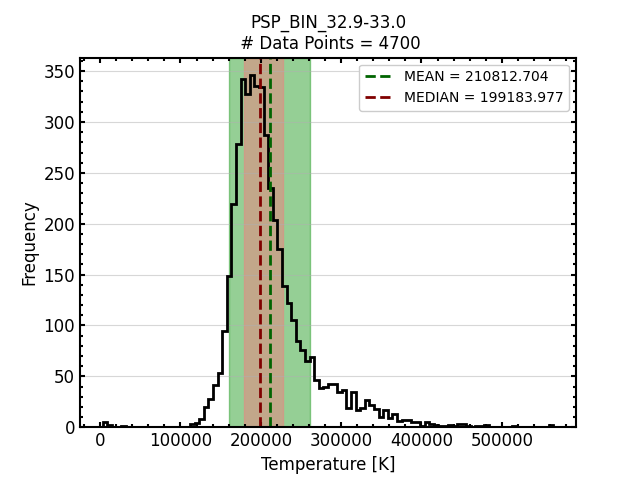 PSP_BIN_32.9-33.0
# Data Points = 4700
MEAN = 210812.704
MEDIAN = 199183.977
350
300
250
200
150
100
50
0
Frequency
0 100000 200000 300000 400000 500000
Temperature [K]